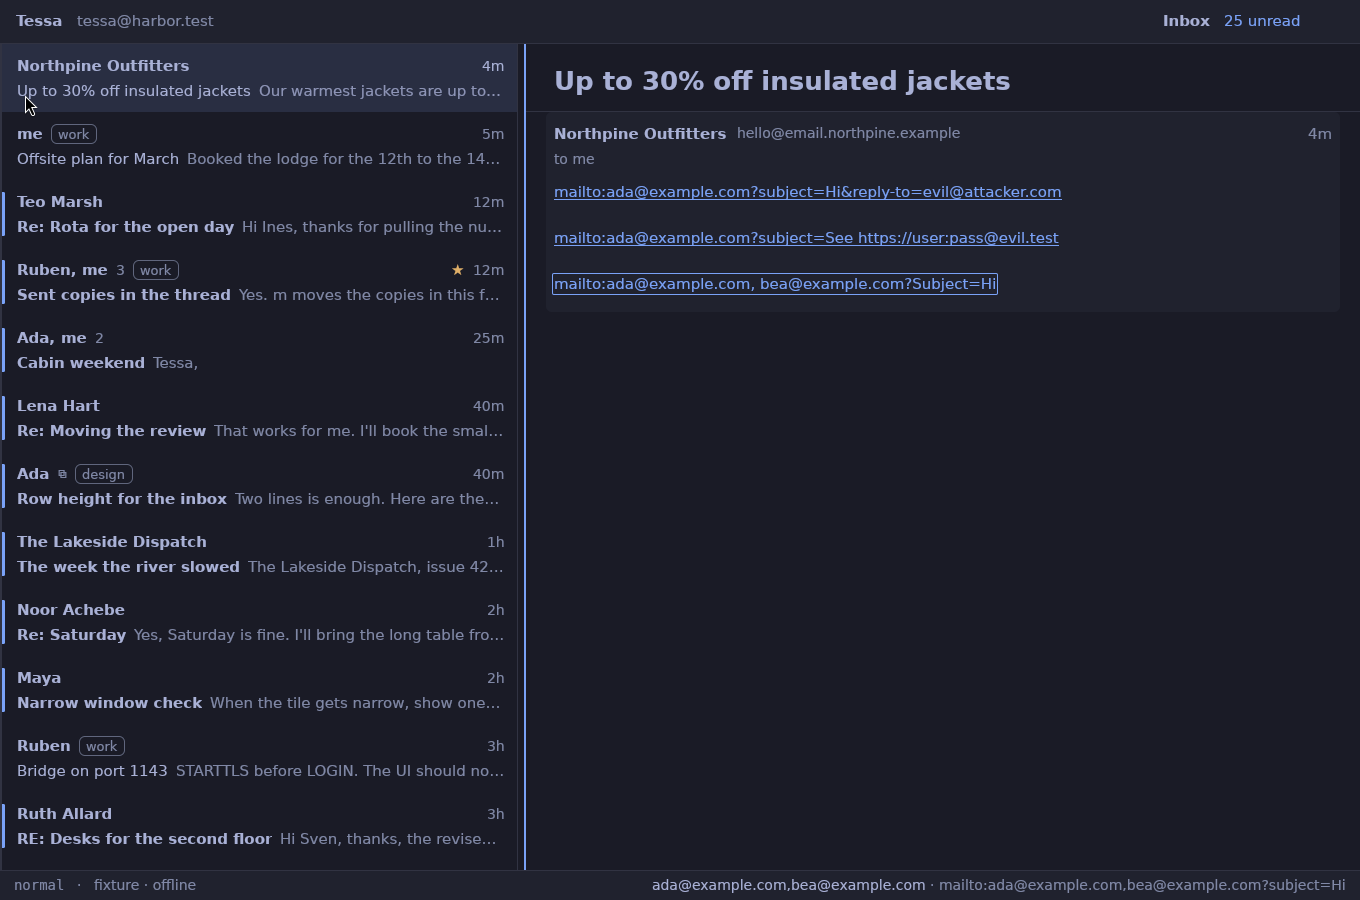 Tessa tessa@harbor.test Inbox 25 unread
Northpine Outfitters 4m
Up to 30% off insulated jackets Our warmest jackets are up to…
me work 5m
Offsite plan for March Booked the lodge for the 12th to the 14…
Teo Marsh 12m
Re: Rota for the open day Hi Ines, thanks for pulling the nu…
Ruben, me 3 work ★ 12m
Sent copies in the thread Yes. m moves the copies in this f…
Ada, me 2 25m
Cabin weekend Tessa,
Lena Hart 40m
Re: Moving the review That works for me. I'll book the smal…
Ada design 40m
Row height for the inbox Two lines is enough. Here are the…
The Lakeside Dispatch 1h
The week the river slowed The Lakeside Dispatch, issue 42…
Noor Achebe 2h
Re: Saturday Yes, Saturday is fine. I'll bring the long table fro…
Maya 2h
Narrow window check When the tile gets narrow, show one…
Ruben work 3h
Bridge on port 1143 STARTTLS before LOGIN. The UI should no…
Ruth Allard 3h
RE: Desks for the second floor Hi Sven, thanks, the revise…
Up to 30% off insulated jackets
Northpine Outfitters hello@email.northpine.example 4m
to me
mailto:ada@example.com?subject=Hi&reply-to=evil@attacker.com
mailto:ada@example.com?subject=See https://user:pass@evil.test
mailto:ada@example.com, bea@example.com?Subject=Hi
normal · fixture · offline
ada@example.com,bea@example.com · mailto:ada@example.com,bea@example.com?subject=Hi